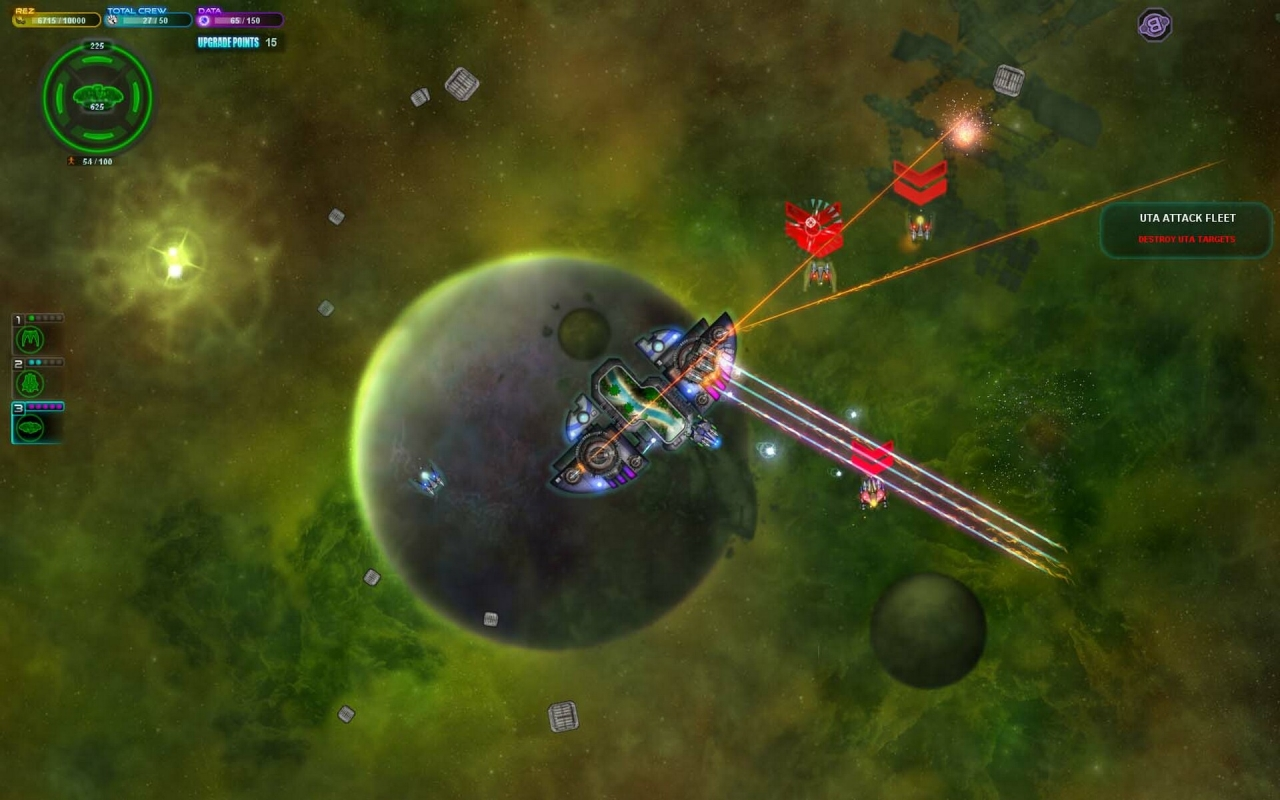 REZ TOTAL CREW DATA
6715 / 10000 27 / 50 65 / 150
UPGRADE POINTS 15
225
625
54 / 100
UTA ATTACK FLEET
DESTROY UTA TARGETS
1
2
3